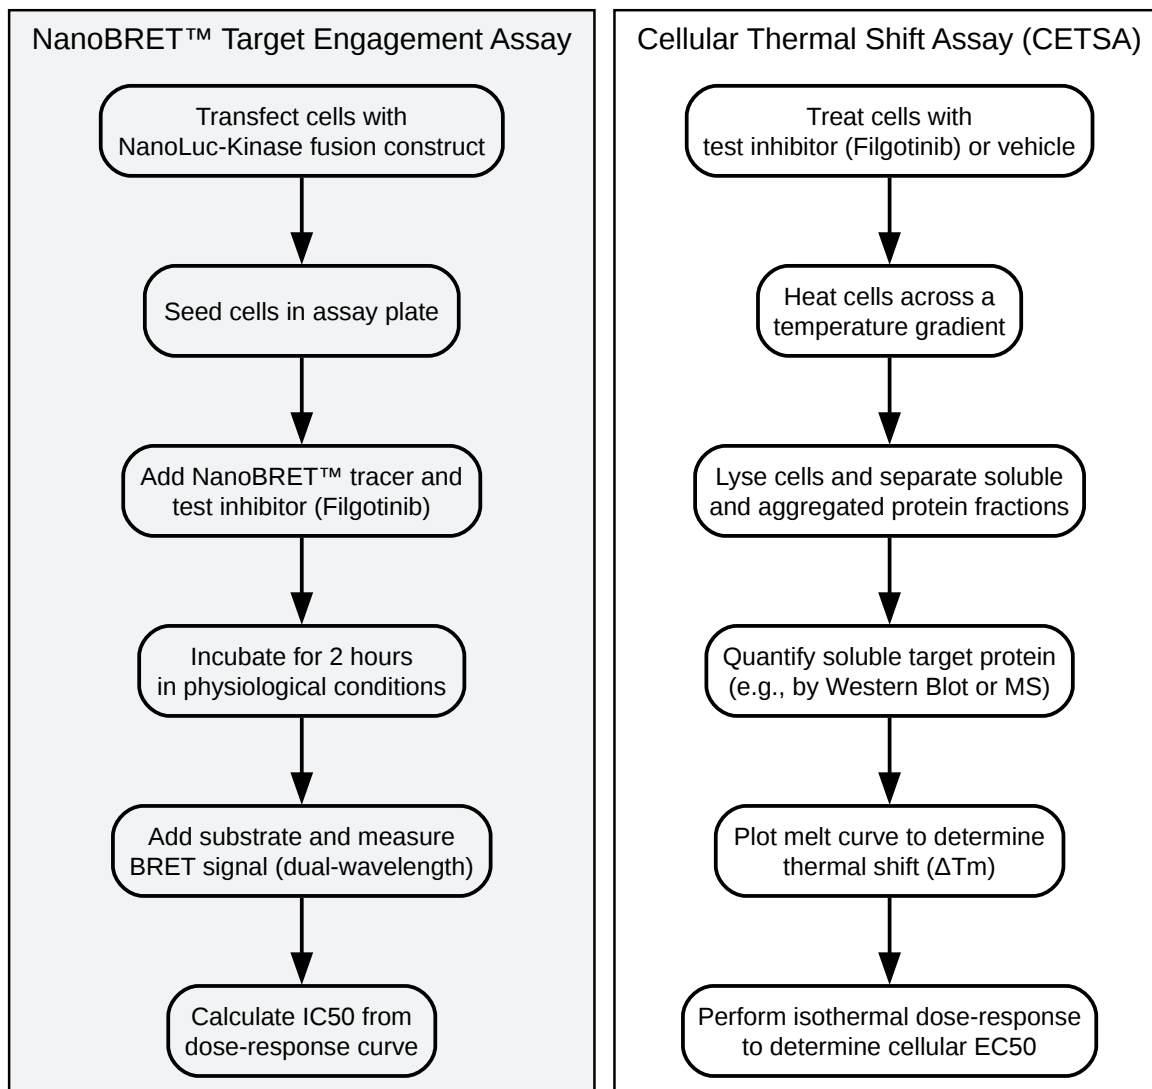 NanoBRET™ Target Engagement Assay
Transfect cells with
NanoLuc-Kinase fusion construct
Seed cells in assay plate
Add NanoBRET™ tracer and
test inhibitor (Filgotinib)
Incubate for 2 hours
in physiological conditions
Add substrate and measure
BRET signal (dual-wavelength)
Calculate IC50 from
dose-response curve
Cellular Thermal Shift Assay (CETSA)
Treat cells with
test inhibitor (Filgotinib) or vehicle
Heat cells across a
temperature gradient
Lyse cells and separate soluble
and aggregated protein fractions
Quantify soluble target protein
(e.g., by Western Blot or MS)
Plot melt curve to determine
thermal shift (ΔTm)
Perform isothermal dose-response
to determine cellular EC50